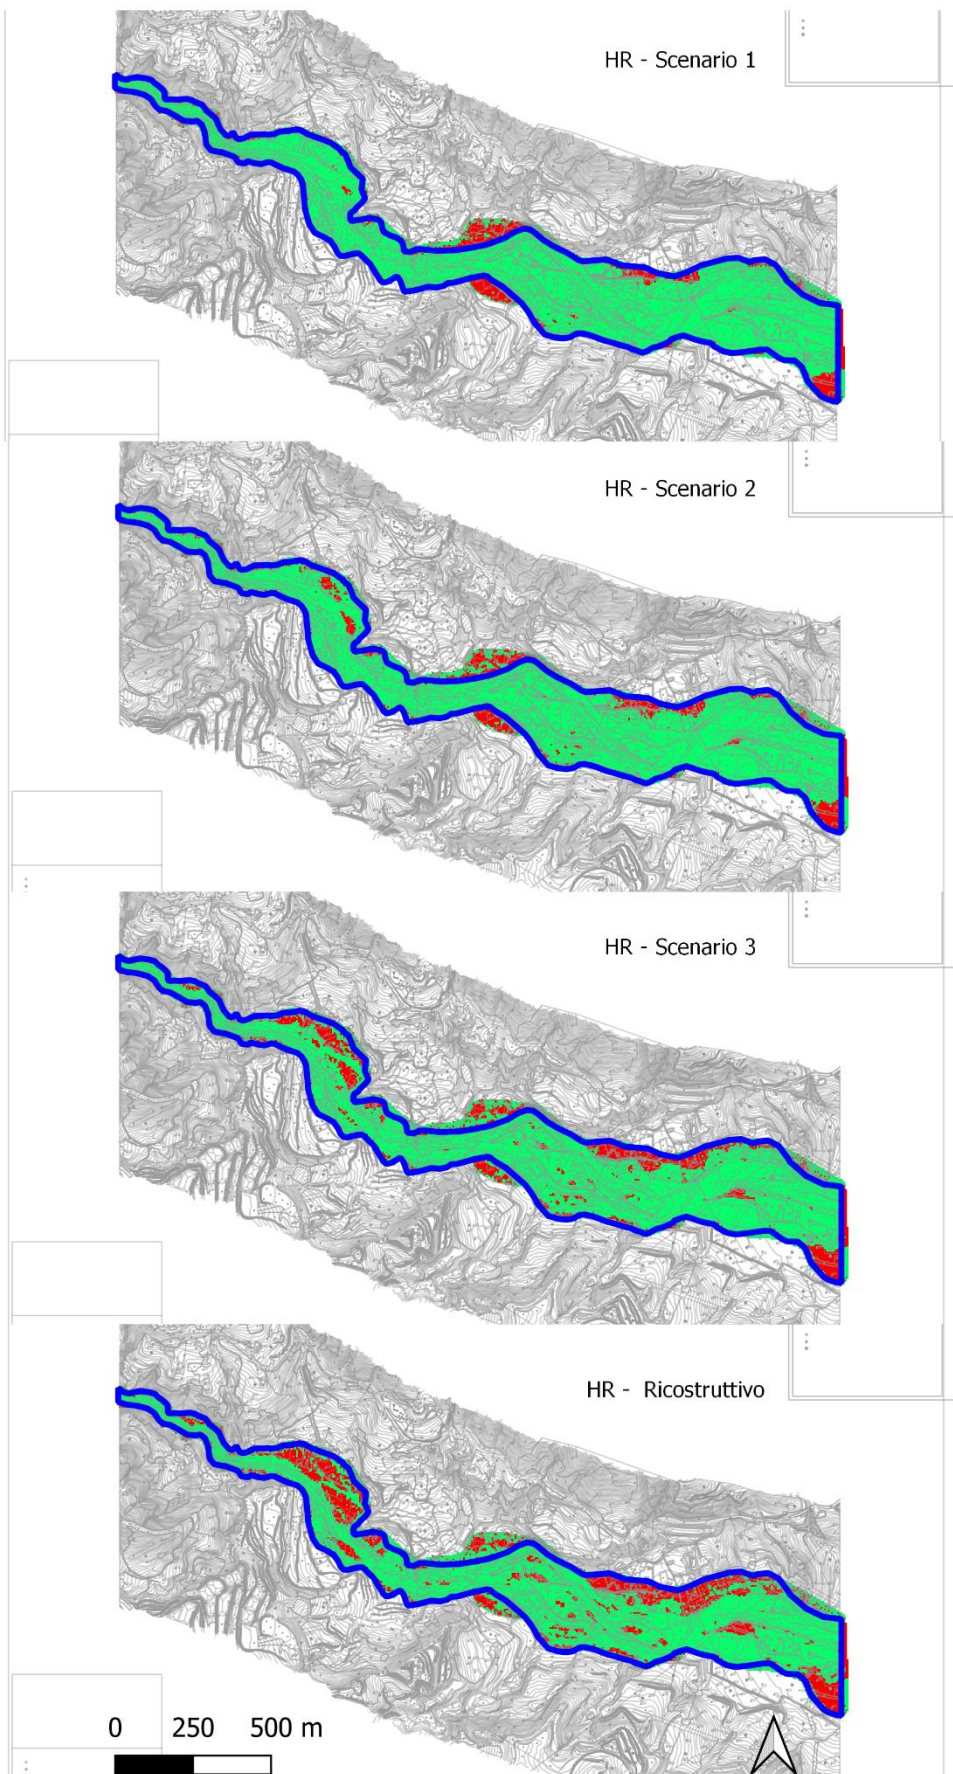 HR - Scenario 1
HR - Scenario 2
HR - Scenario 3
HR -  Ricostruttivo
0 250 500 m